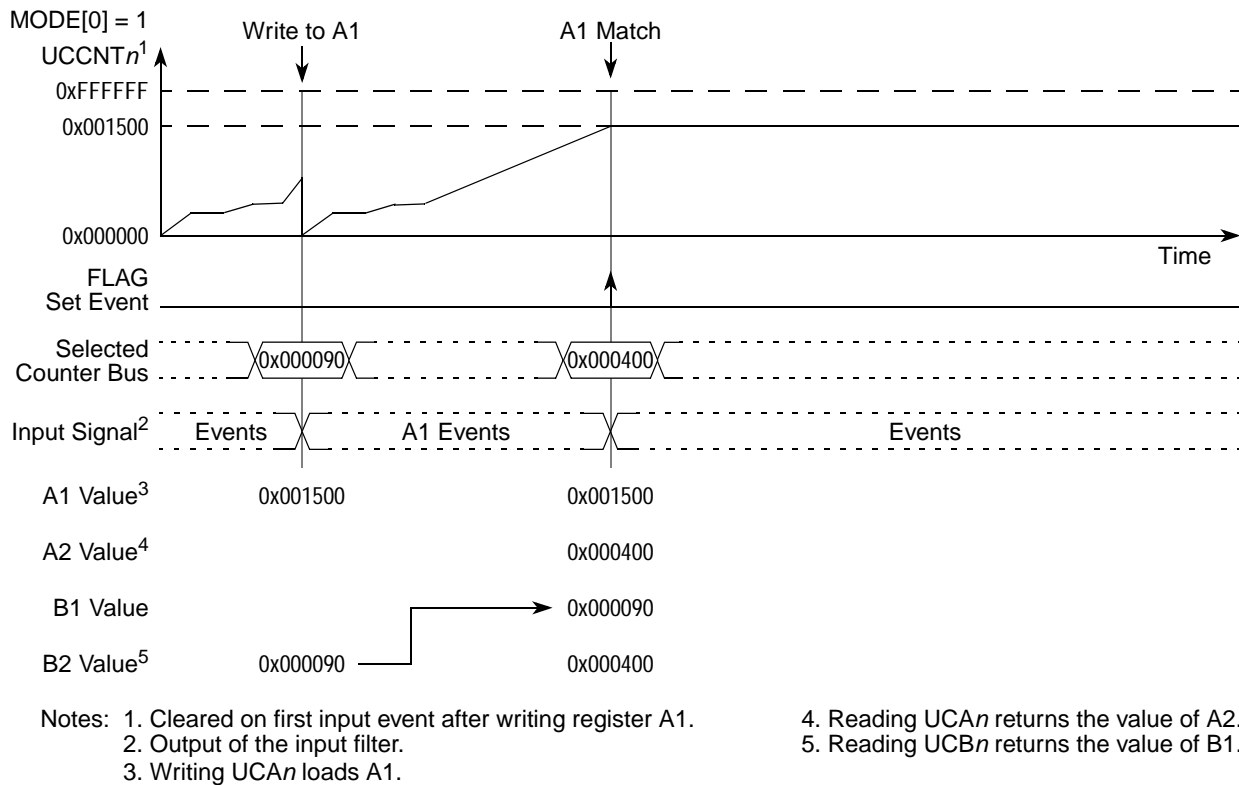 MODE[0] = 1
Write to A1
A1 Match
UCCNTn1
0xFFFFFF
0x001500
0x000000
Time
FLAG
Set Event
Selected
Counter Bus
0x000090
0x000400
Input Signal2
Events
A1 Events
Events
A1 Value3
0x001500
0x001500
A2 Value4
0x000400
B1 Value
0x000090
B2 Value5
0x000090
0x000400
Notes: 1. Cleared on first input event after writing register A1.
2. Output of the input filter.
3. Writing UCAn loads A1.
4. Reading UCAn returns the value of A2.
5. Reading UCBn returns the value of B1.